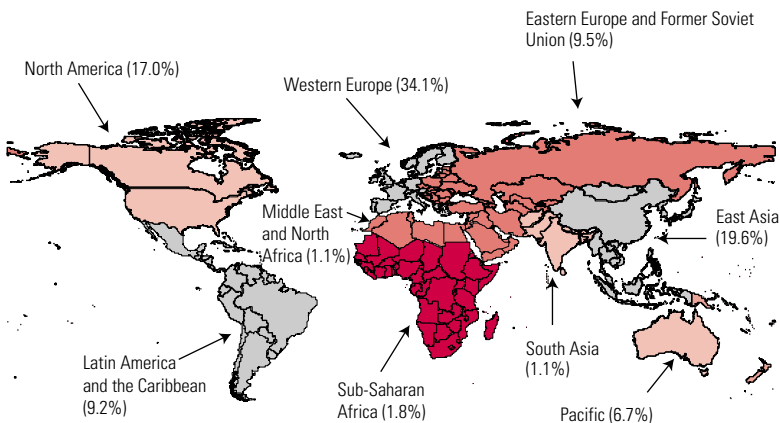 Eastern Europe and Former Soviet
Union (9.5%)
North America (17.0%)
Western Europe (34.1%)
Middle East
and North
Africa (1.1%)
East Asia
(19.6%)
Latin America
and the Caribbean
(9.2%)
Sub-Saharan
Africa (1.8%)
South Asia
(1.1%)
Pacific (6.7%)